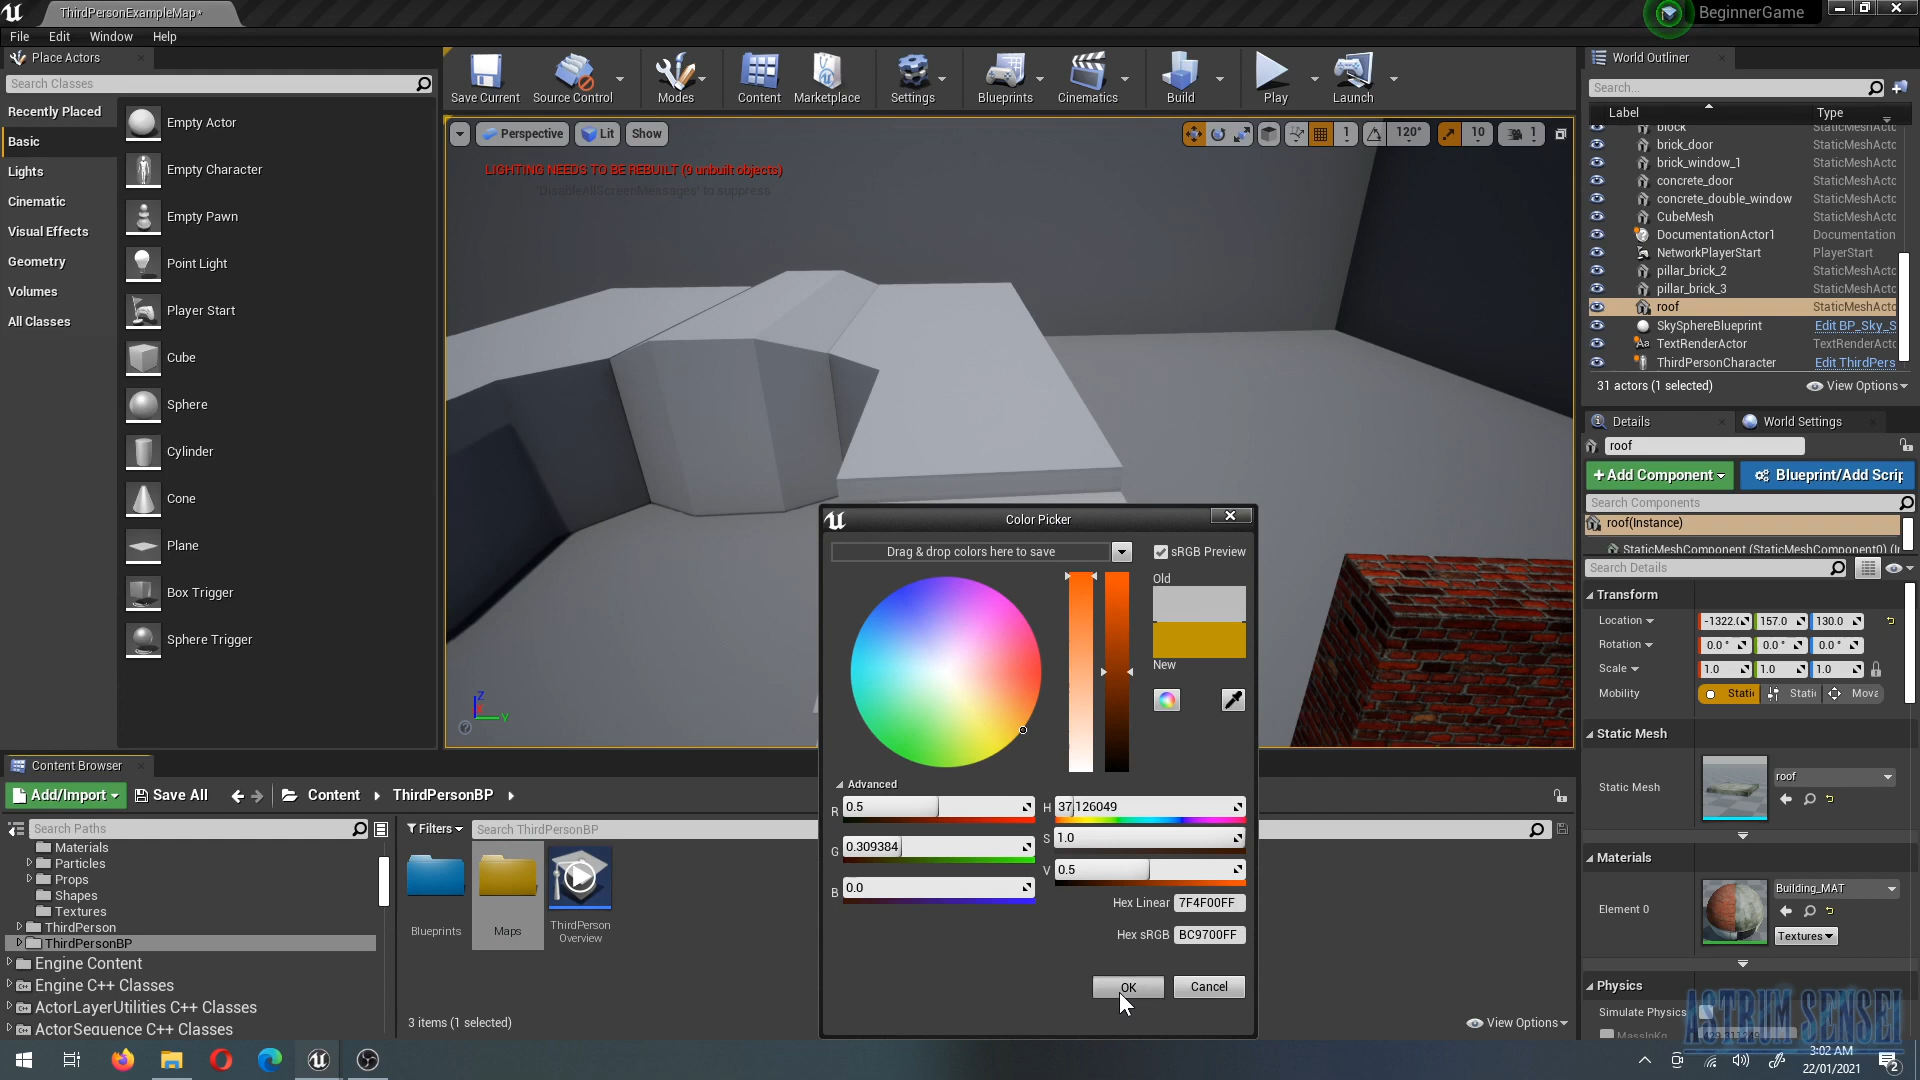 ThirdPersonExampleMap*
BeginnerGame
File
Edit
Window
Help
Place Actors
Search Classes
Recently Placed
Basic
Lights
Cinematic
Visual Effects
Geometry
Volumes
All Classes
Empty Actor
Empty Character
Empty Pawn
Point Light
Player Start
Cube
Sphere
Cylinder
Cone
Plane
Box Trigger
Sphere Trigger
Save Current
Source Control
Modes
Content
Marketplace
Settings
Blueprints
Cinematics
Build
Play
Launch
Perspective
Lit
Show
1
120°
10
1
LIGHTING NEEDS TO BE REBUILT (9 unbuilt objects)
'DisableAllScreenMessages' to suppress
Z
Y
World Outliner
Search...
Label
Type
block
StaticMeshActo
brick_door
StaticMeshActo
brick_window_1
StaticMeshActo
concrete_door
StaticMeshActo
concrete_double_window
StaticMeshActo
CubeMesh
StaticMeshActo
DocumentationActor1
Documentation
NetworkPlayerStart
PlayerStart
pillar_brick_2
StaticMeshActo
pillar_brick_3
StaticMeshActo
roof
StaticMeshActo
SkySphereBlueprint
Edit BP_Sky_S
TextRenderActor
TextRenderActo
ThirdPersonCharacter
Edit ThirdPers
31 actors (1 selected)
View Options
Details
World Settings
roof
+Add Component
Blueprint/Add Scrip
Search Components
roof(Instance)
StaticMeshComponent (StaticMeshComponent0) (Ir
Search Details
Transform
Location
-1322.(
157.0
130.0
Rotation
0.0 °
0.0 °
0.0 °
Scale
1.0
1.0
1.0
Mobility
Stati
Static
Mova
Static Mesh
Static Mesh
roof
Materials
Element 0
Building_MAT
Textures
Physics
Simulate Physics
MassInKg
ASTRUM SENSEI
Color Picker
Drag & drop colors here to save
sRGB Preview
Old
New
Advanced
R
0.5
G
0.309384
B
0.0
H
37.126049
S
1.0
V
0.5
Hex Linear
7F4F00FF
Hex sRGB
BC9700FF
OK
Cancel
Content Browser
Add/Import
Save All
Content
ThirdPersonBP
Search Paths
Filters
Search ThirdPersonBP
Materials
Particles
Props
Shapes
Textures
ThirdPerson
ThirdPersonBP
Engine Content
Engine C++ Classes
ActorLayerUtilities C++ Classes
ActorSequence C++ Classes
Blueprints
Maps
ThirdPerson
Overview
3 items (1 selected)
View Options
3:02 AM
22/01/2021
2